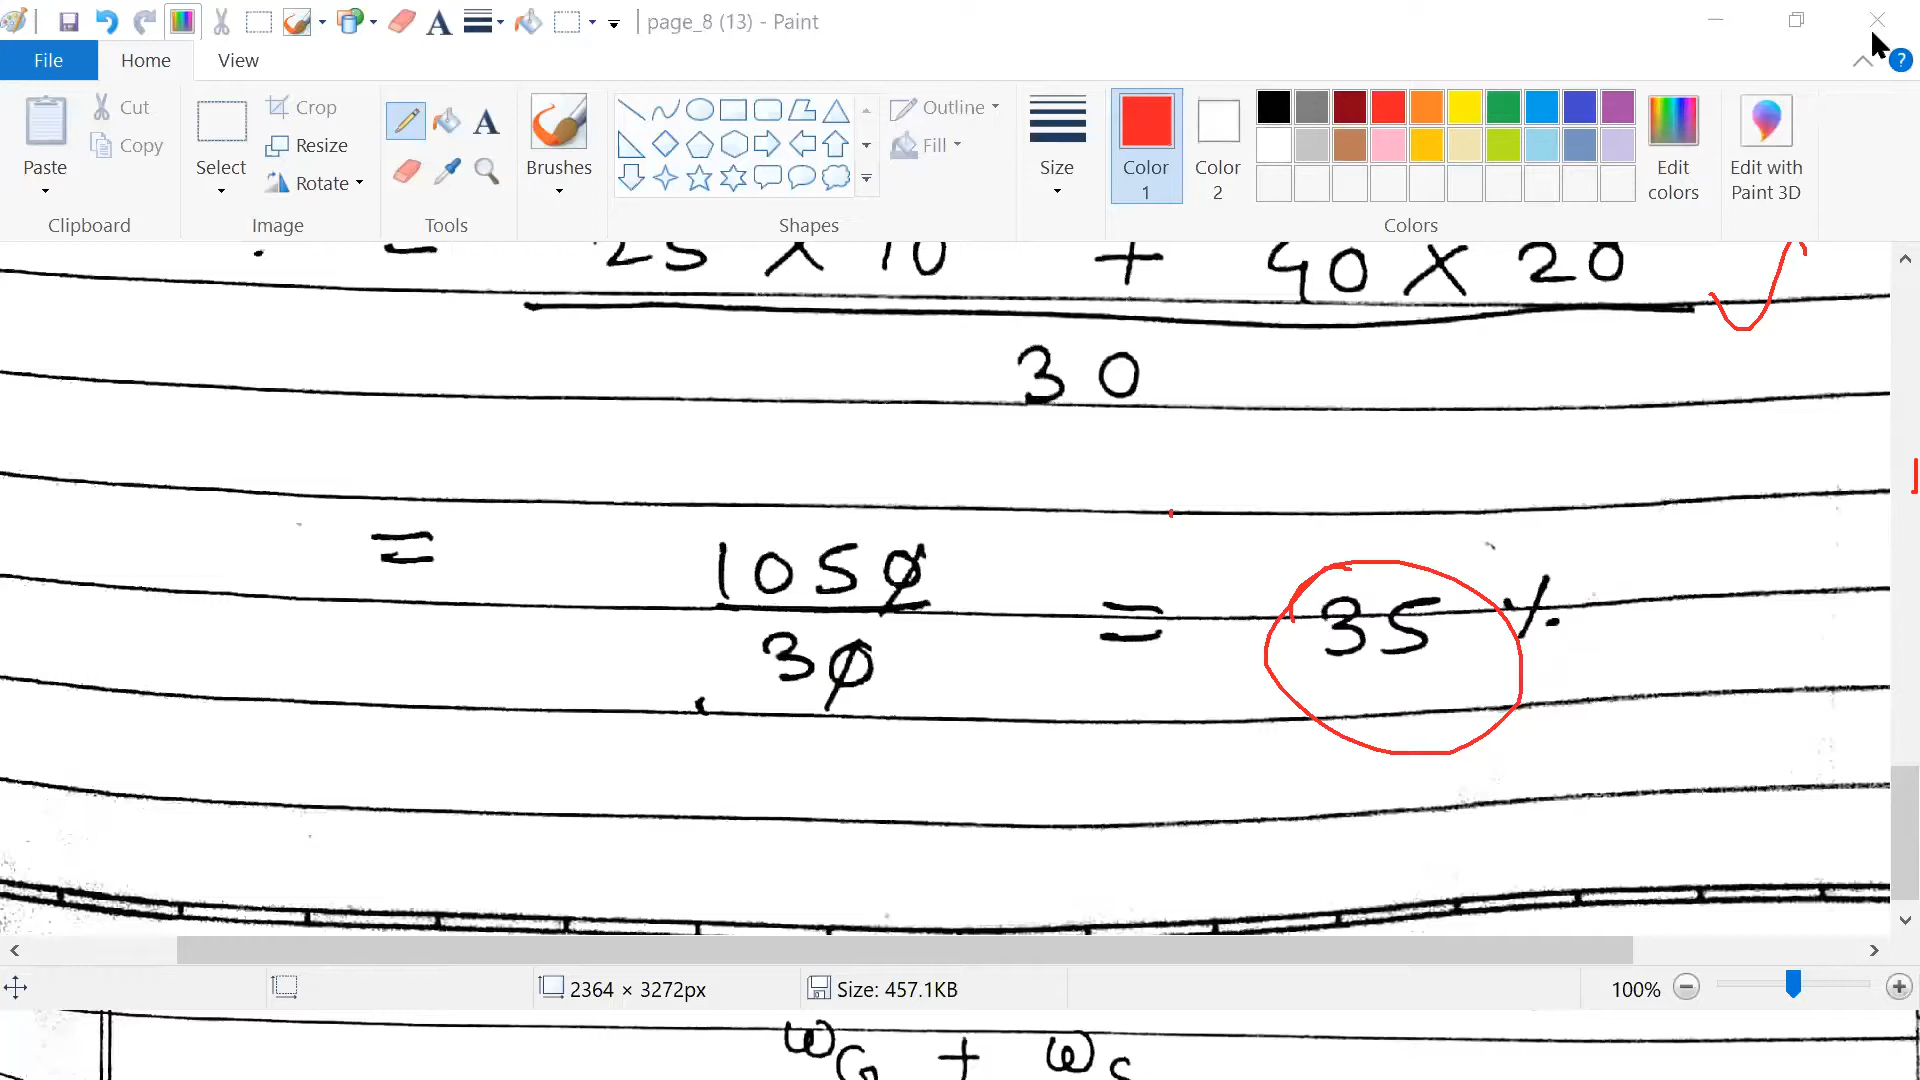 page_8 (13) - Paint
File Home View
Paste Cut Copy Clipboard
Select Crop Resize Rotate Image
Tools
Brushes
Shapes Outline Fill
Size
Color 1 Color 2
Edit colors
Edit with Paint 3D
Colors
= 25 X 10 + 40 X 20
30
= 1050 = 35 %
30
2364 × 3272px Size: 457.1KB 100%
ωG + ωS